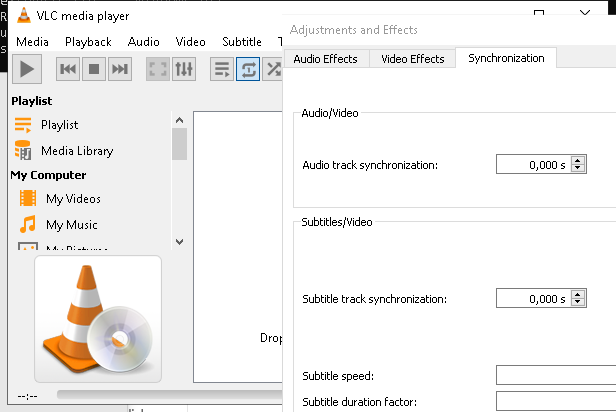 VLC media player
Media Playback Audio Video Subtitle
Playlist
Playlist
Media Library
My Computer
My Videos
My Music
My Pictures
Drop
--:--
Adjustments and Effects
Audio Effects Video Effects Synchronization
Audio/Video
Audio track synchronization: 0,000 s
Subtitles/Video
Subtitle track synchronization: 0,000 s
Subtitle speed:
Subtitle duration factor: